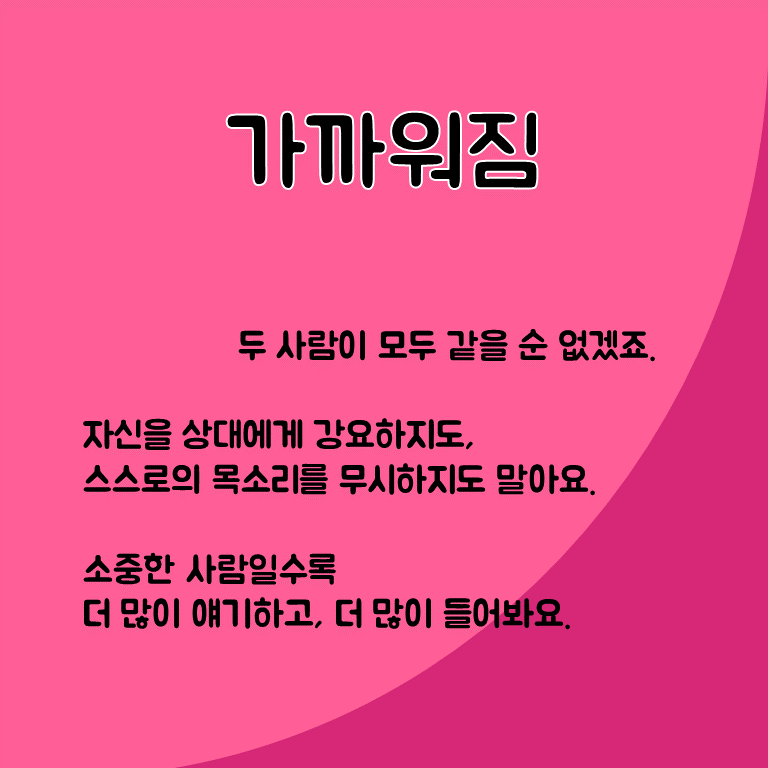 가까워짐
두 사람이 모두 같을 순 없겠죠.
자신을 상대에게 강요하지도,
스스로의 목소리를 무시하지도 말아요.
소중한 사람일수록
더 많이 얘기하고, 더 많이 들어봐요.